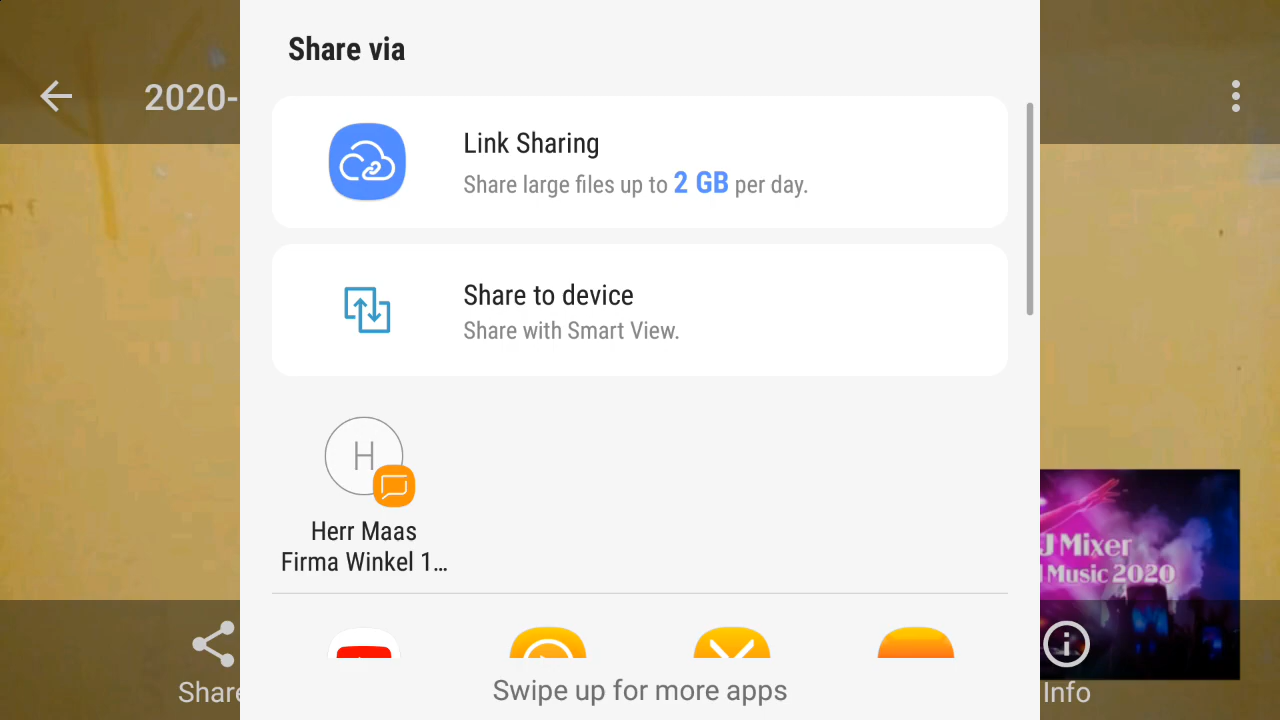 Share via
2020-
Link Sharing
Share large files up to 2 GB per day.
Share to device
Share with Smart View.
H
Herr Maas
Firma Winkel 1...
J Mixer
Music 2020
Share
Info
Swipe up for more apps